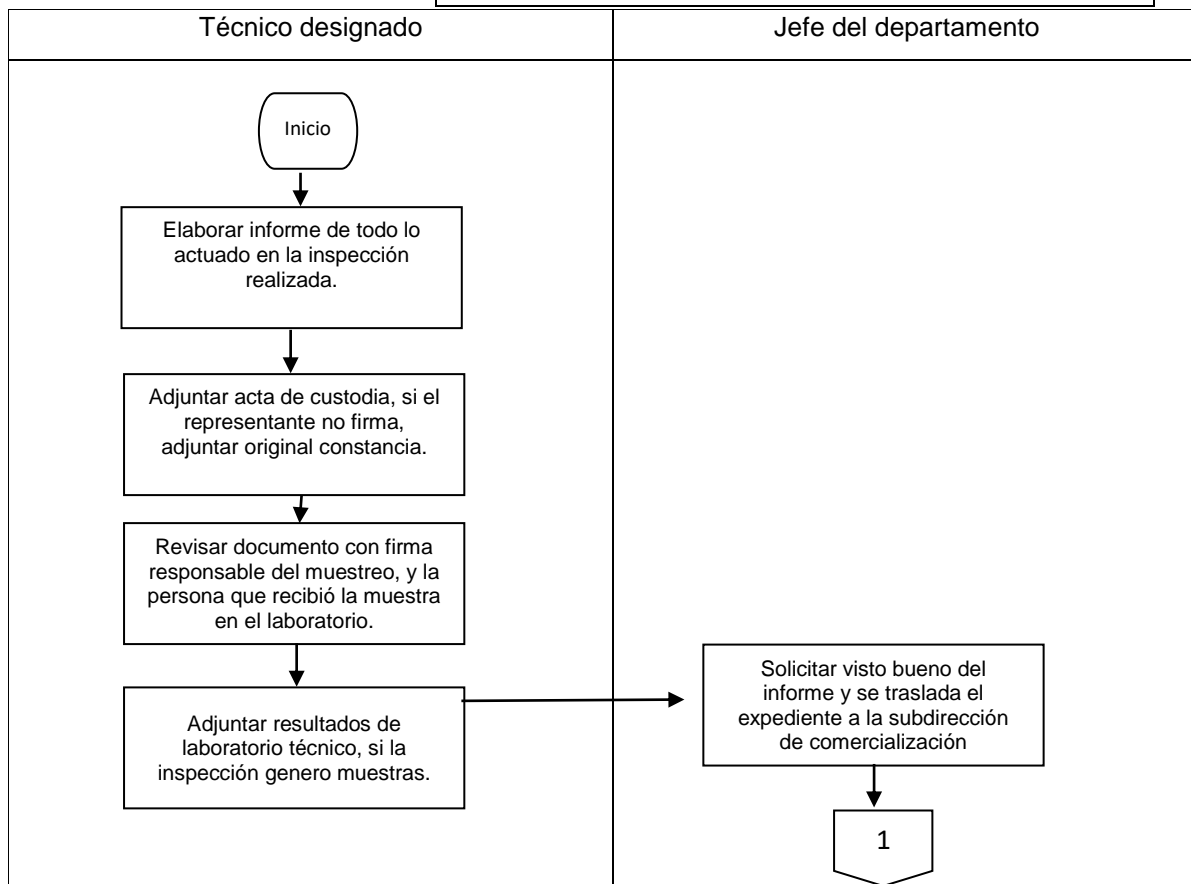 Técnico designado
Jefe del departamento
Inicio
Elaborar informe de todo lo
actuado en la inspección
realizada.
Adjuntar acta de custodia, si el
representante no firma,
adjuntar original constancia.
Revisar documento con firma
responsable del muestreo, y la
persona que recibió la muestra
en el laboratorio.
Adjuntar resultados de
laboratorio técnico, si la
inspección genero muestras.
Solicitar visto bueno del
informe y se traslada el
expediente a la subdirección
de comercialización
1